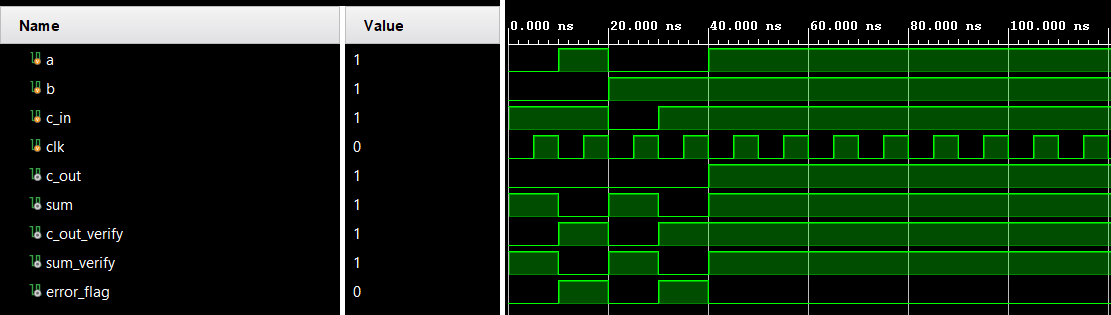 Name Value 0.000 ns 20.000 ns 40.000 ns 60.000 ns 80.000 ns 100.000 ns
a 1
b 1
c_in 1
clk 0
c_out 1
sum 1
c_out_verify 1
sum_verify 1
error_flag 0